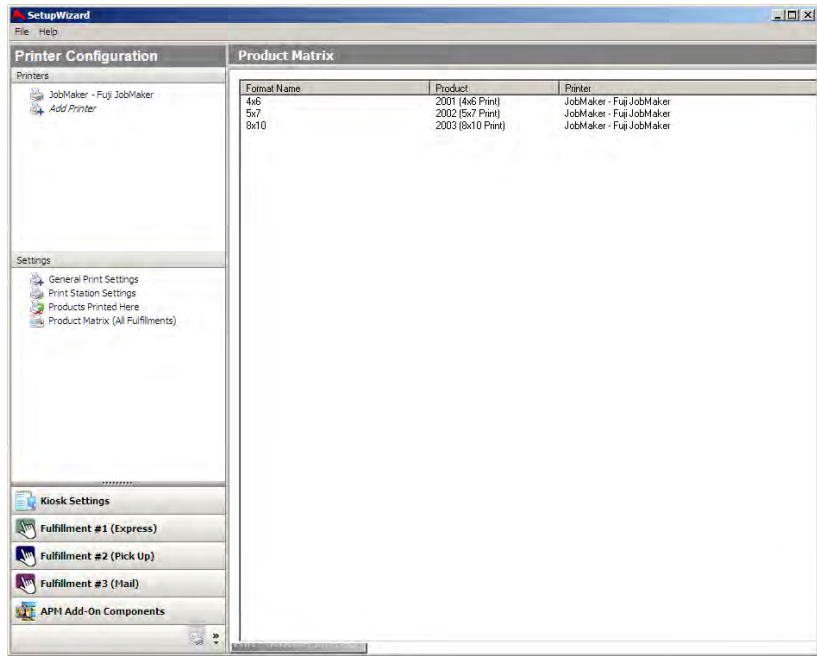 SetupWizard
File Help
Printer Configuration
Product Matrix
Printers
JobMaker - Fuji JobMaker
Add Printer
Format Name Product Printer
4x6 2001 (4x6 Print) JobMaker - Fuji JobMaker
5x7 2002 (5x7 Print) JobMaker - Fuji JobMaker
8x10 2003 (8x10 Print) JobMaker - Fuji JobMaker
Settings
General Print Settings
Print Station Settings
Products Printed Here
Product Matrix (All Fulfillments)
Kiosk Settings
Fulfillment #1 (Express)
Fulfillment #2 (Pick Up)
Fulfillment #3 (Mail)
APM Add-On Components